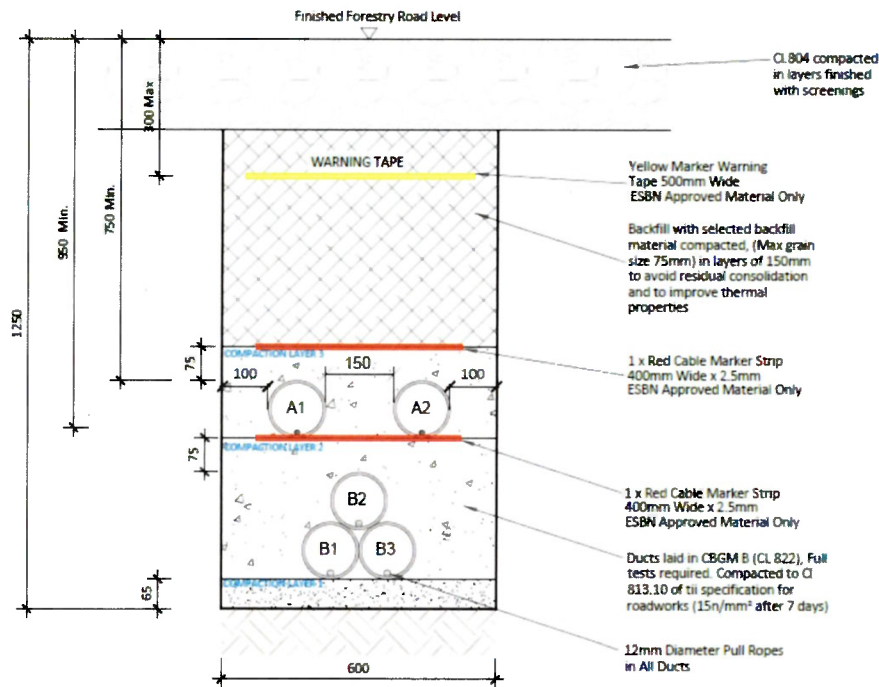 Finished Forestry Road Level
Cl 804 compacted
in layers finished
with screenings
300 Max
WARNING TAPE
Yellow Marker Warning
Tape 500mm Wide
ESBN Approved Material Only
750 Min.
950 Min.
1250
Backfill with selected backfill
material compacted, (Max grain
size 75mm) in layers of 150mm
to avoid residual consolidation
and to improve thermal
properties
COMPACTION LAYER 3
75
100
150
100
1 x Red Cable Marker Strip
400mm Wide x 2.5mm
ESBN Approved Material Only
A1
A2
COMPACTION LAYER 2
75
B2
B1
B3
1 x Red Cable Marker Strip
400mm Wide x 2.5mm
ESBN Approved Material Only
Ducts laid in CBGM B (CL 822), Full
tests required. Compacted to Cl
813.10 of tii specification for
roadworks (15n/mm² after 7 days)
COMPACTION LAYER 1
65
12mm Diameter Pull Ropes
in All Ducts
600